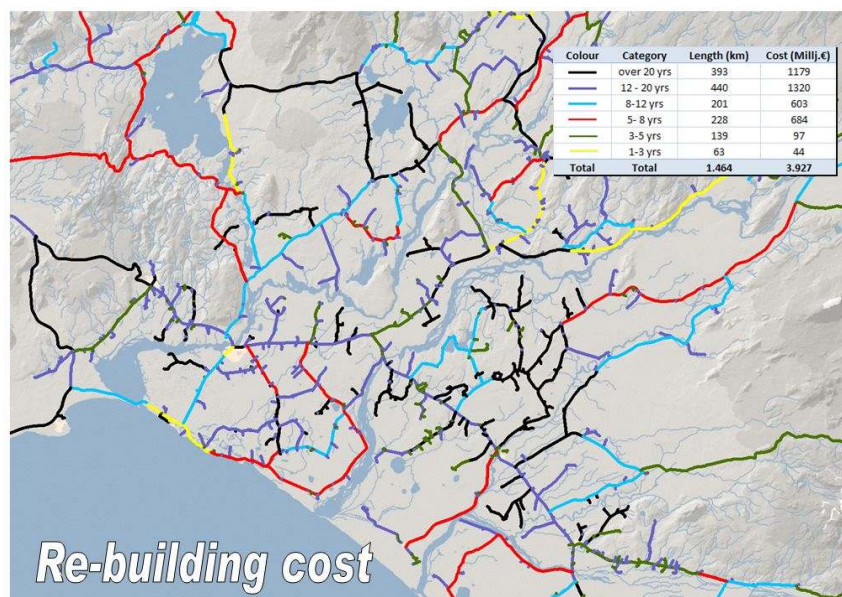 Colour Category Length (km) Cost (Millj.€)
over 20 yrs 393 1179
12 - 20 yrs 440 1320
8-12 yrs 201 603
5- 8 yrs 228 684
3-5 yrs 139 97
1-3 yrs 63 44
Total Total 1.464 3.927
Re-building cost